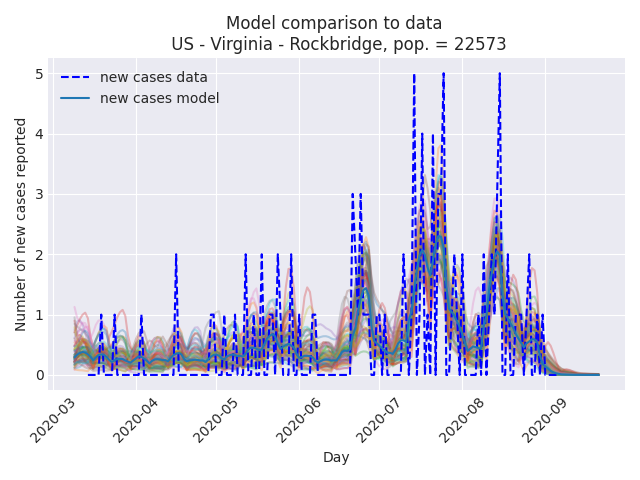 Model comparison to data
US - Virginia - Rockbridge, pop. = 22573
new cases data
new cases model
Number of new cases reported
5
4
3
2
1
0
2020-03
2020-04
2020-05
2020-06
2020-07
2020-08
2020-09
Day